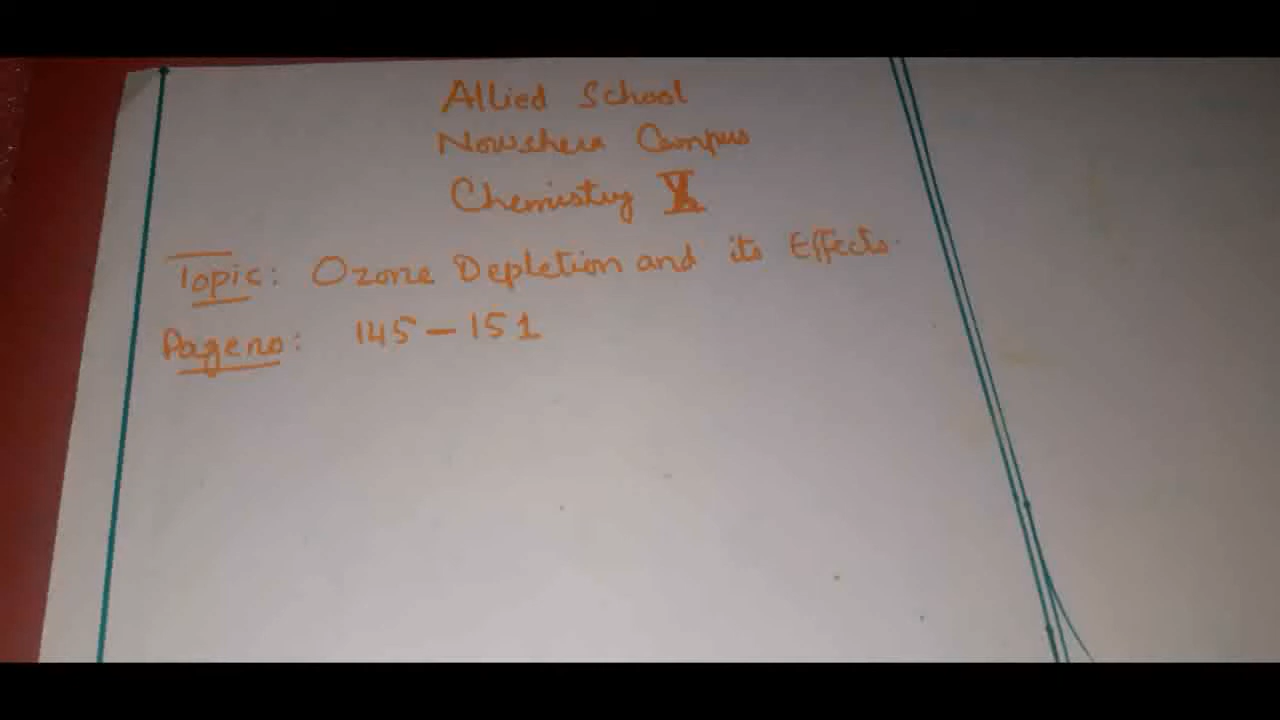 Allied School
Nowshera Campus
Chemistry X
Topic: Ozone Depletion and its Effects.
Page no: 145 - 151